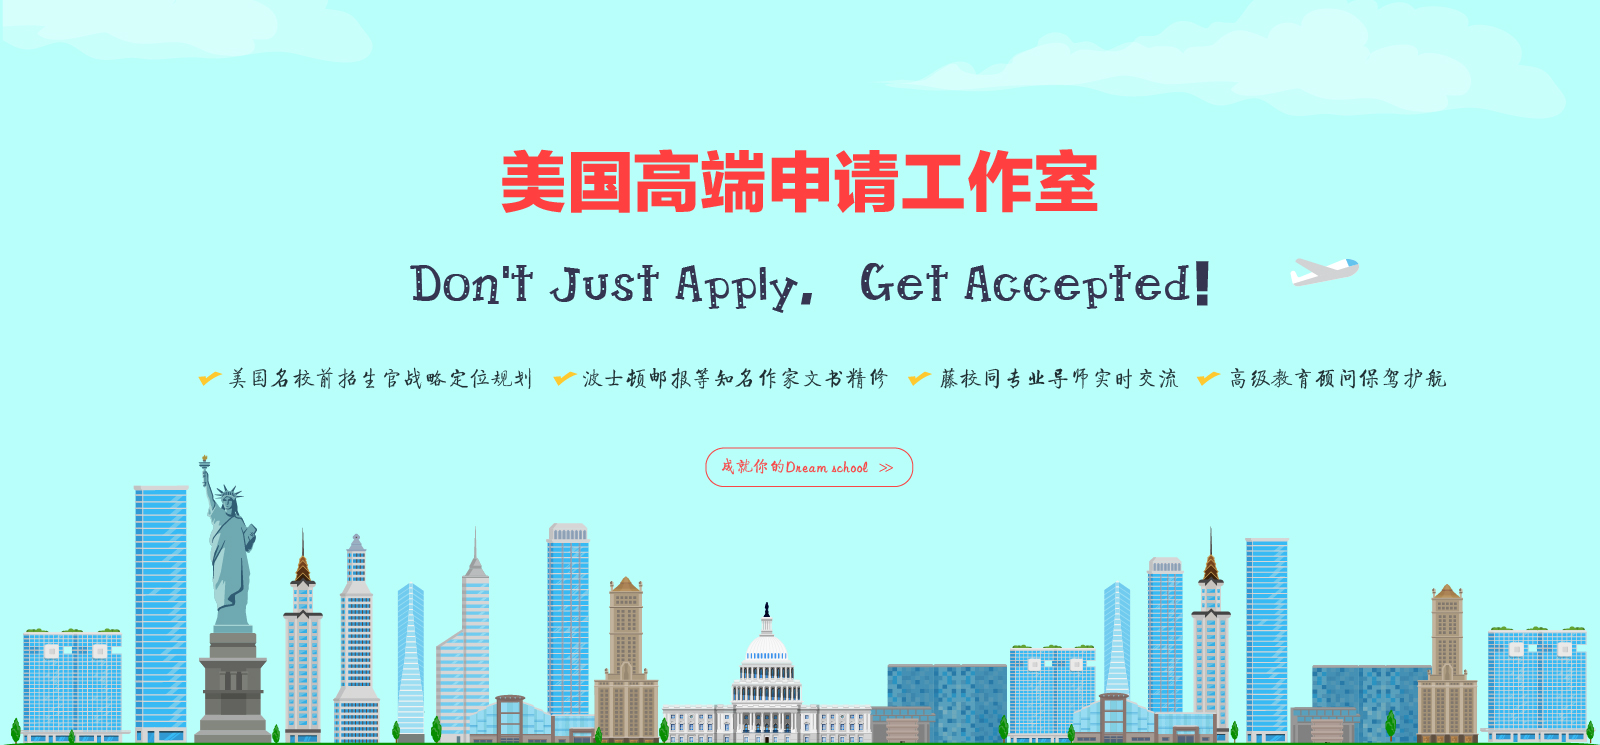 美国高端申请工作室
Don't Just Apply. Get Accepted!
美国名校前招生官战略定位规划 波士顿邮报等知名作家文书精修 藤校同专业导师实时交流 高级教育顾问保驾护航
成就你的Dream school >>